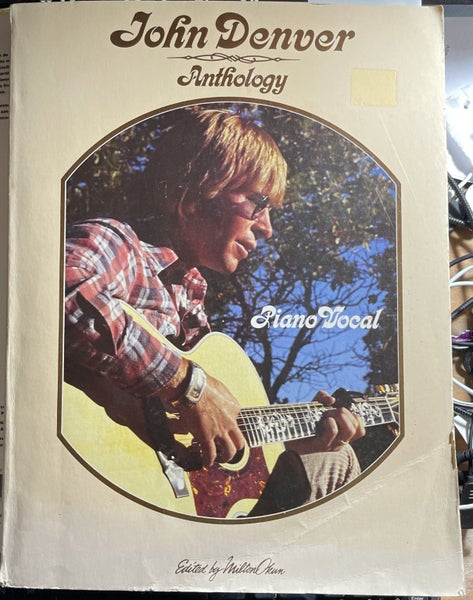 John Denver
Anthology
Piano Vocal
Edited by Milton Okun